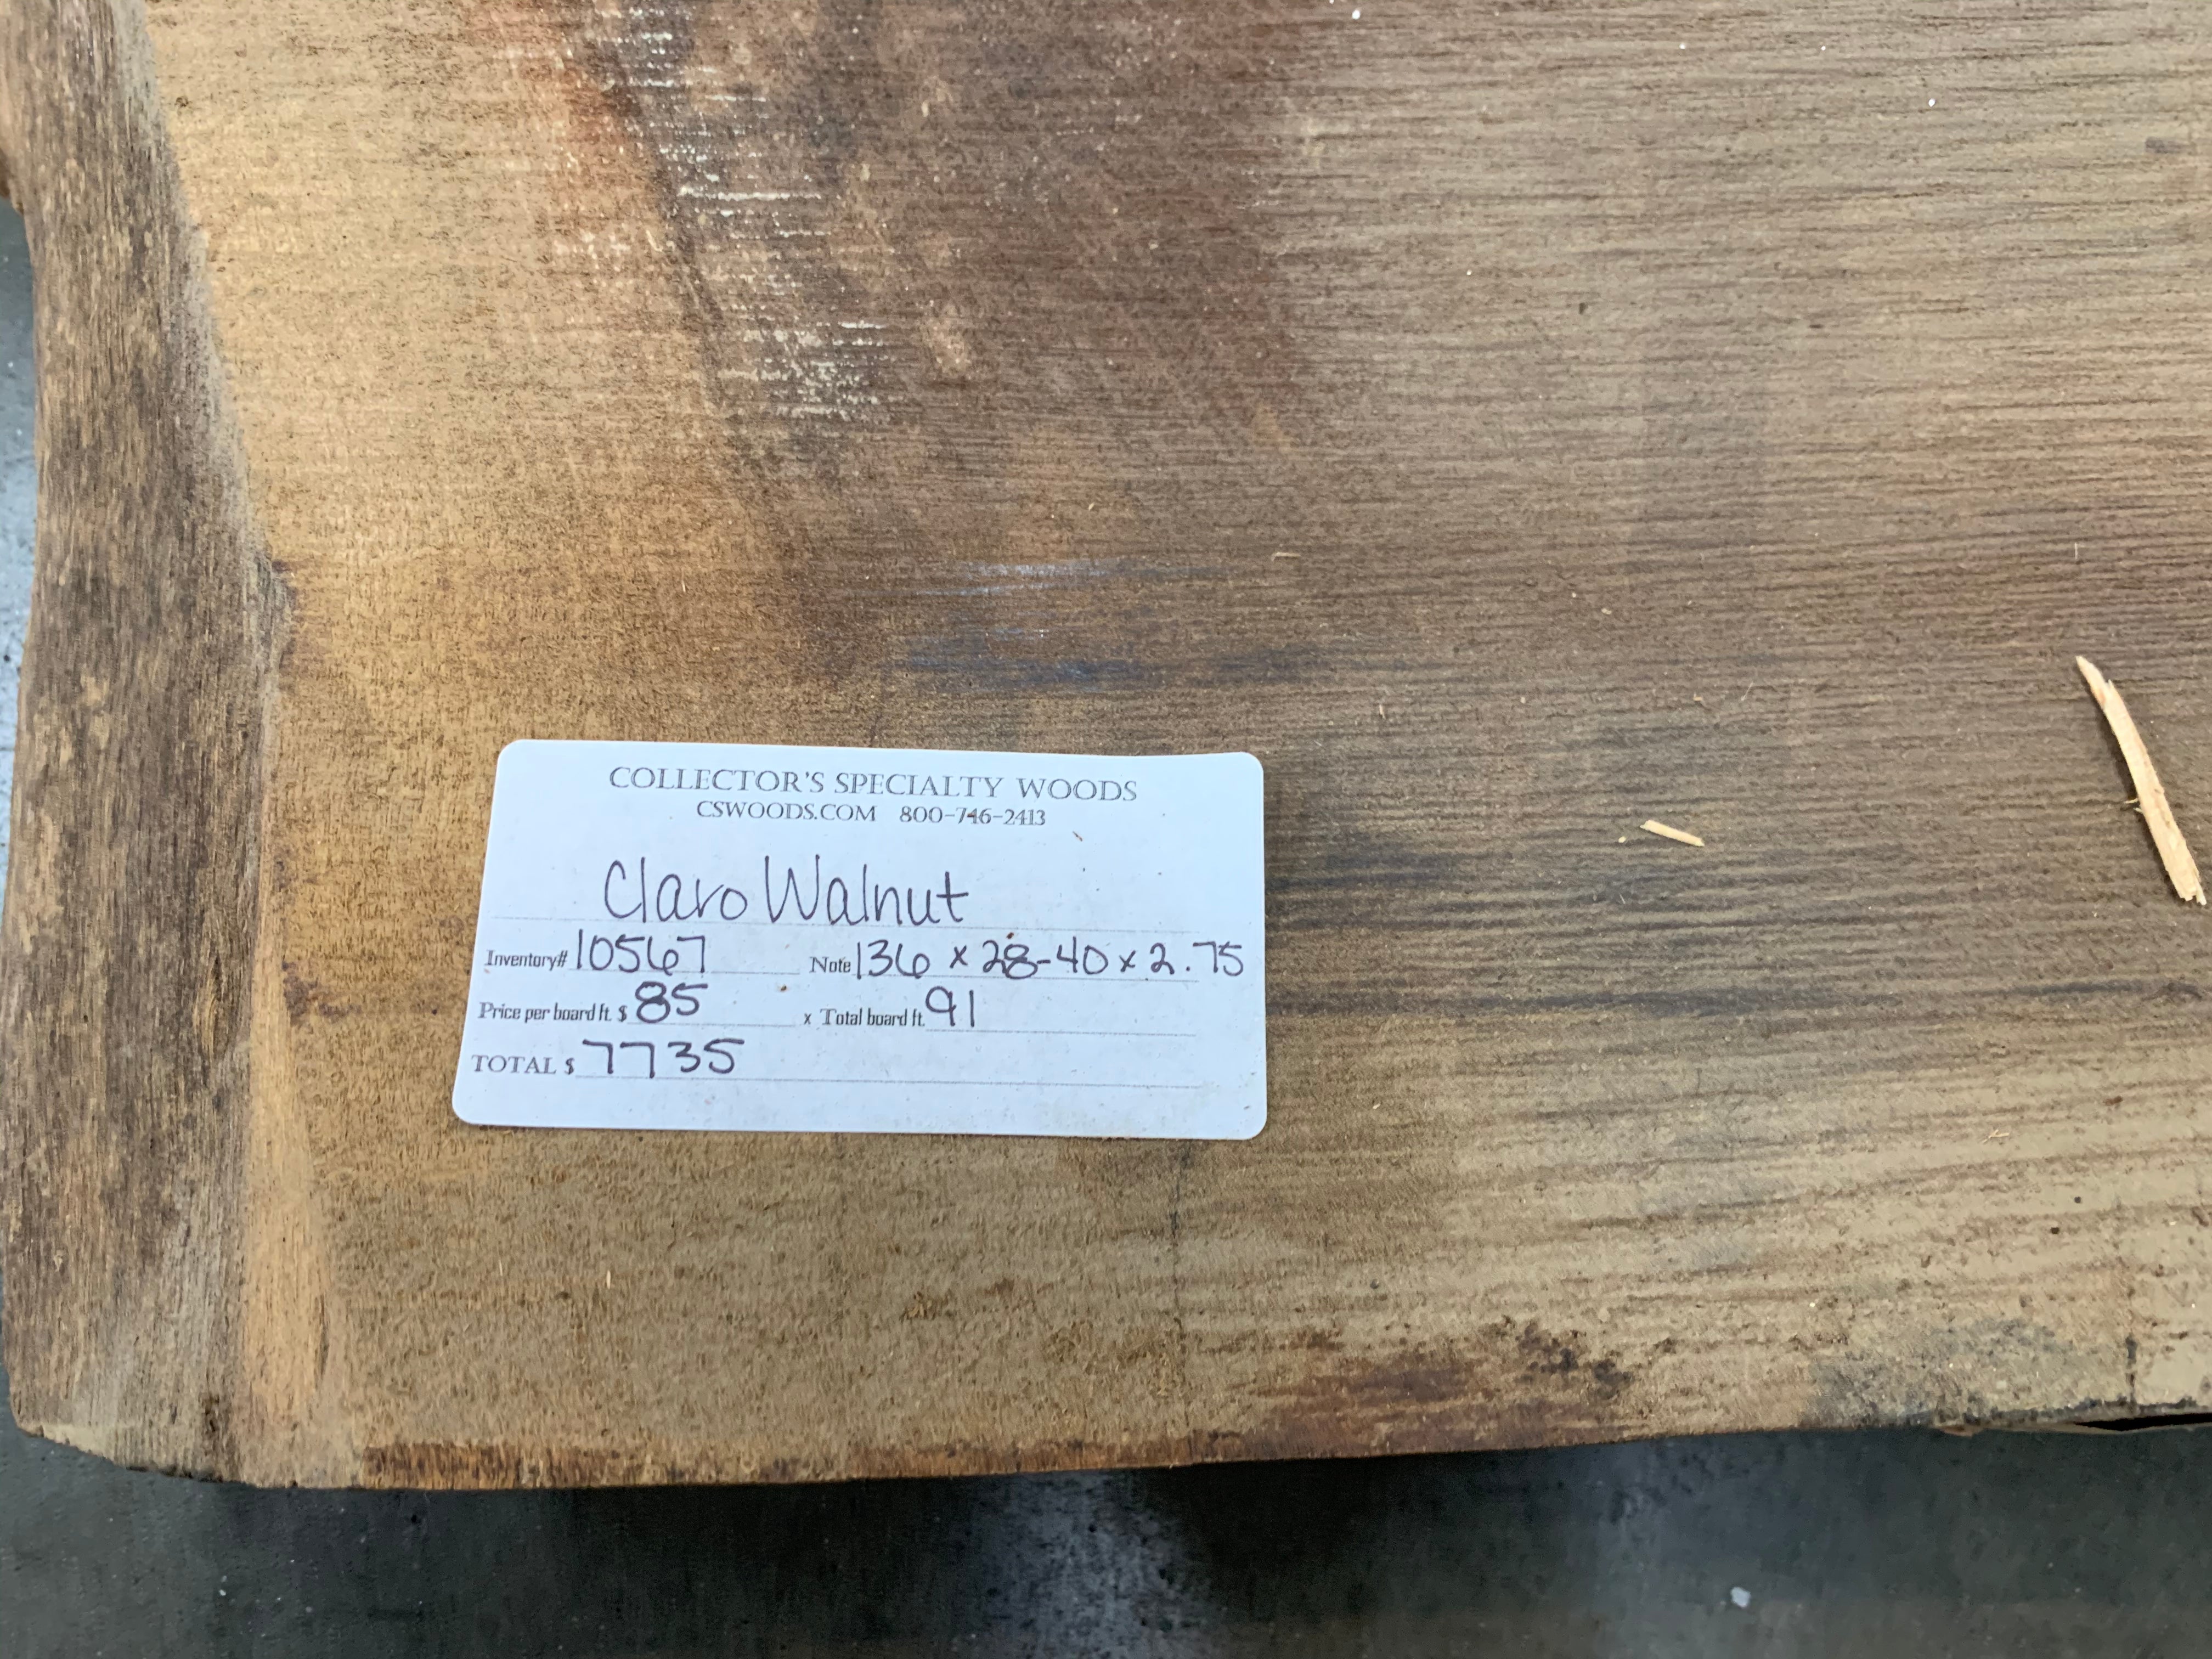 COLLECTOR'S SPECIALTY WOODS
CSWOODS.COM 800-746-2413
Claro Walnut
Inventory# 10567 Note 136 x 28-40 x 2.75
Price per board ft. $ 85 x Total board ft. 91
TOTAL $ 7735